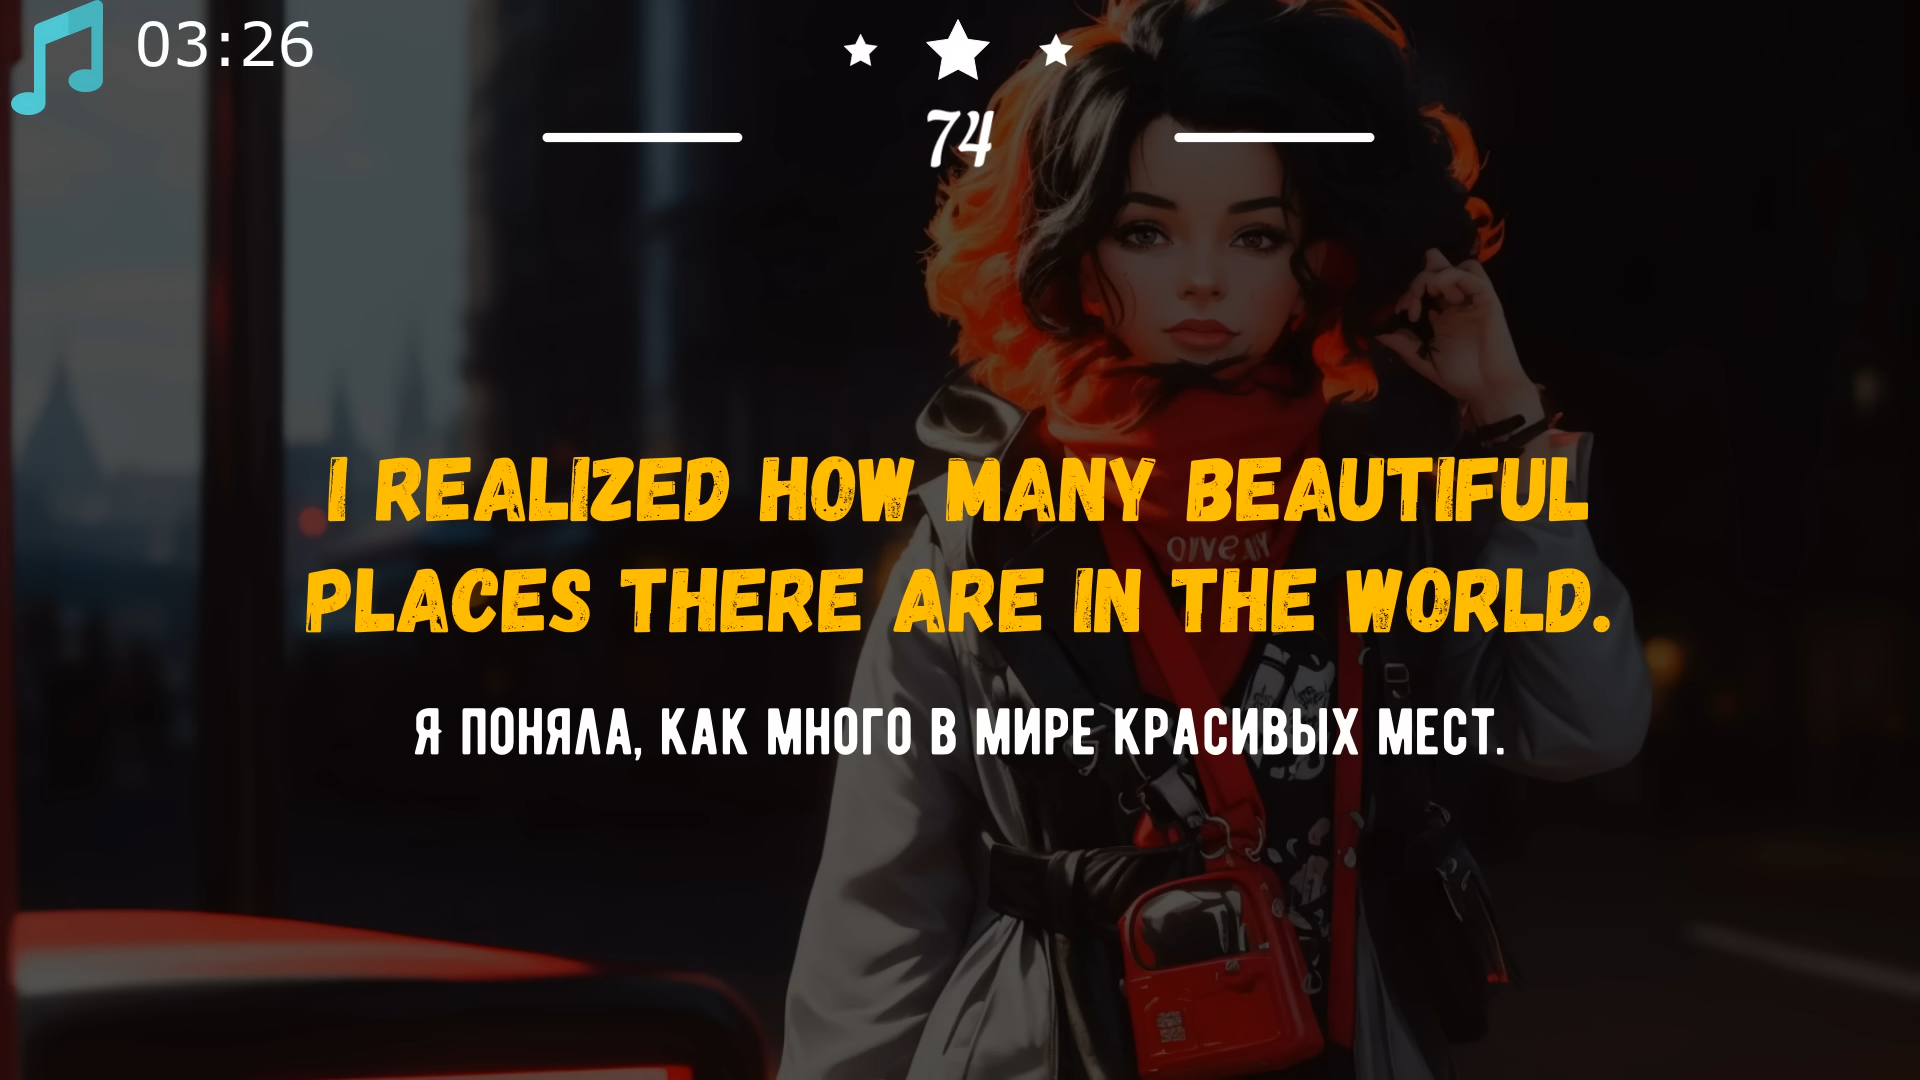 03:26
74
I REALIZED HOW MANY BEAUTIFUL
PLACES THERE ARE IN THE WORLD.
Я ПОНЯЛА, КАК МНОГО В МИРЕ КРАСИВЫХ МЕСТ.